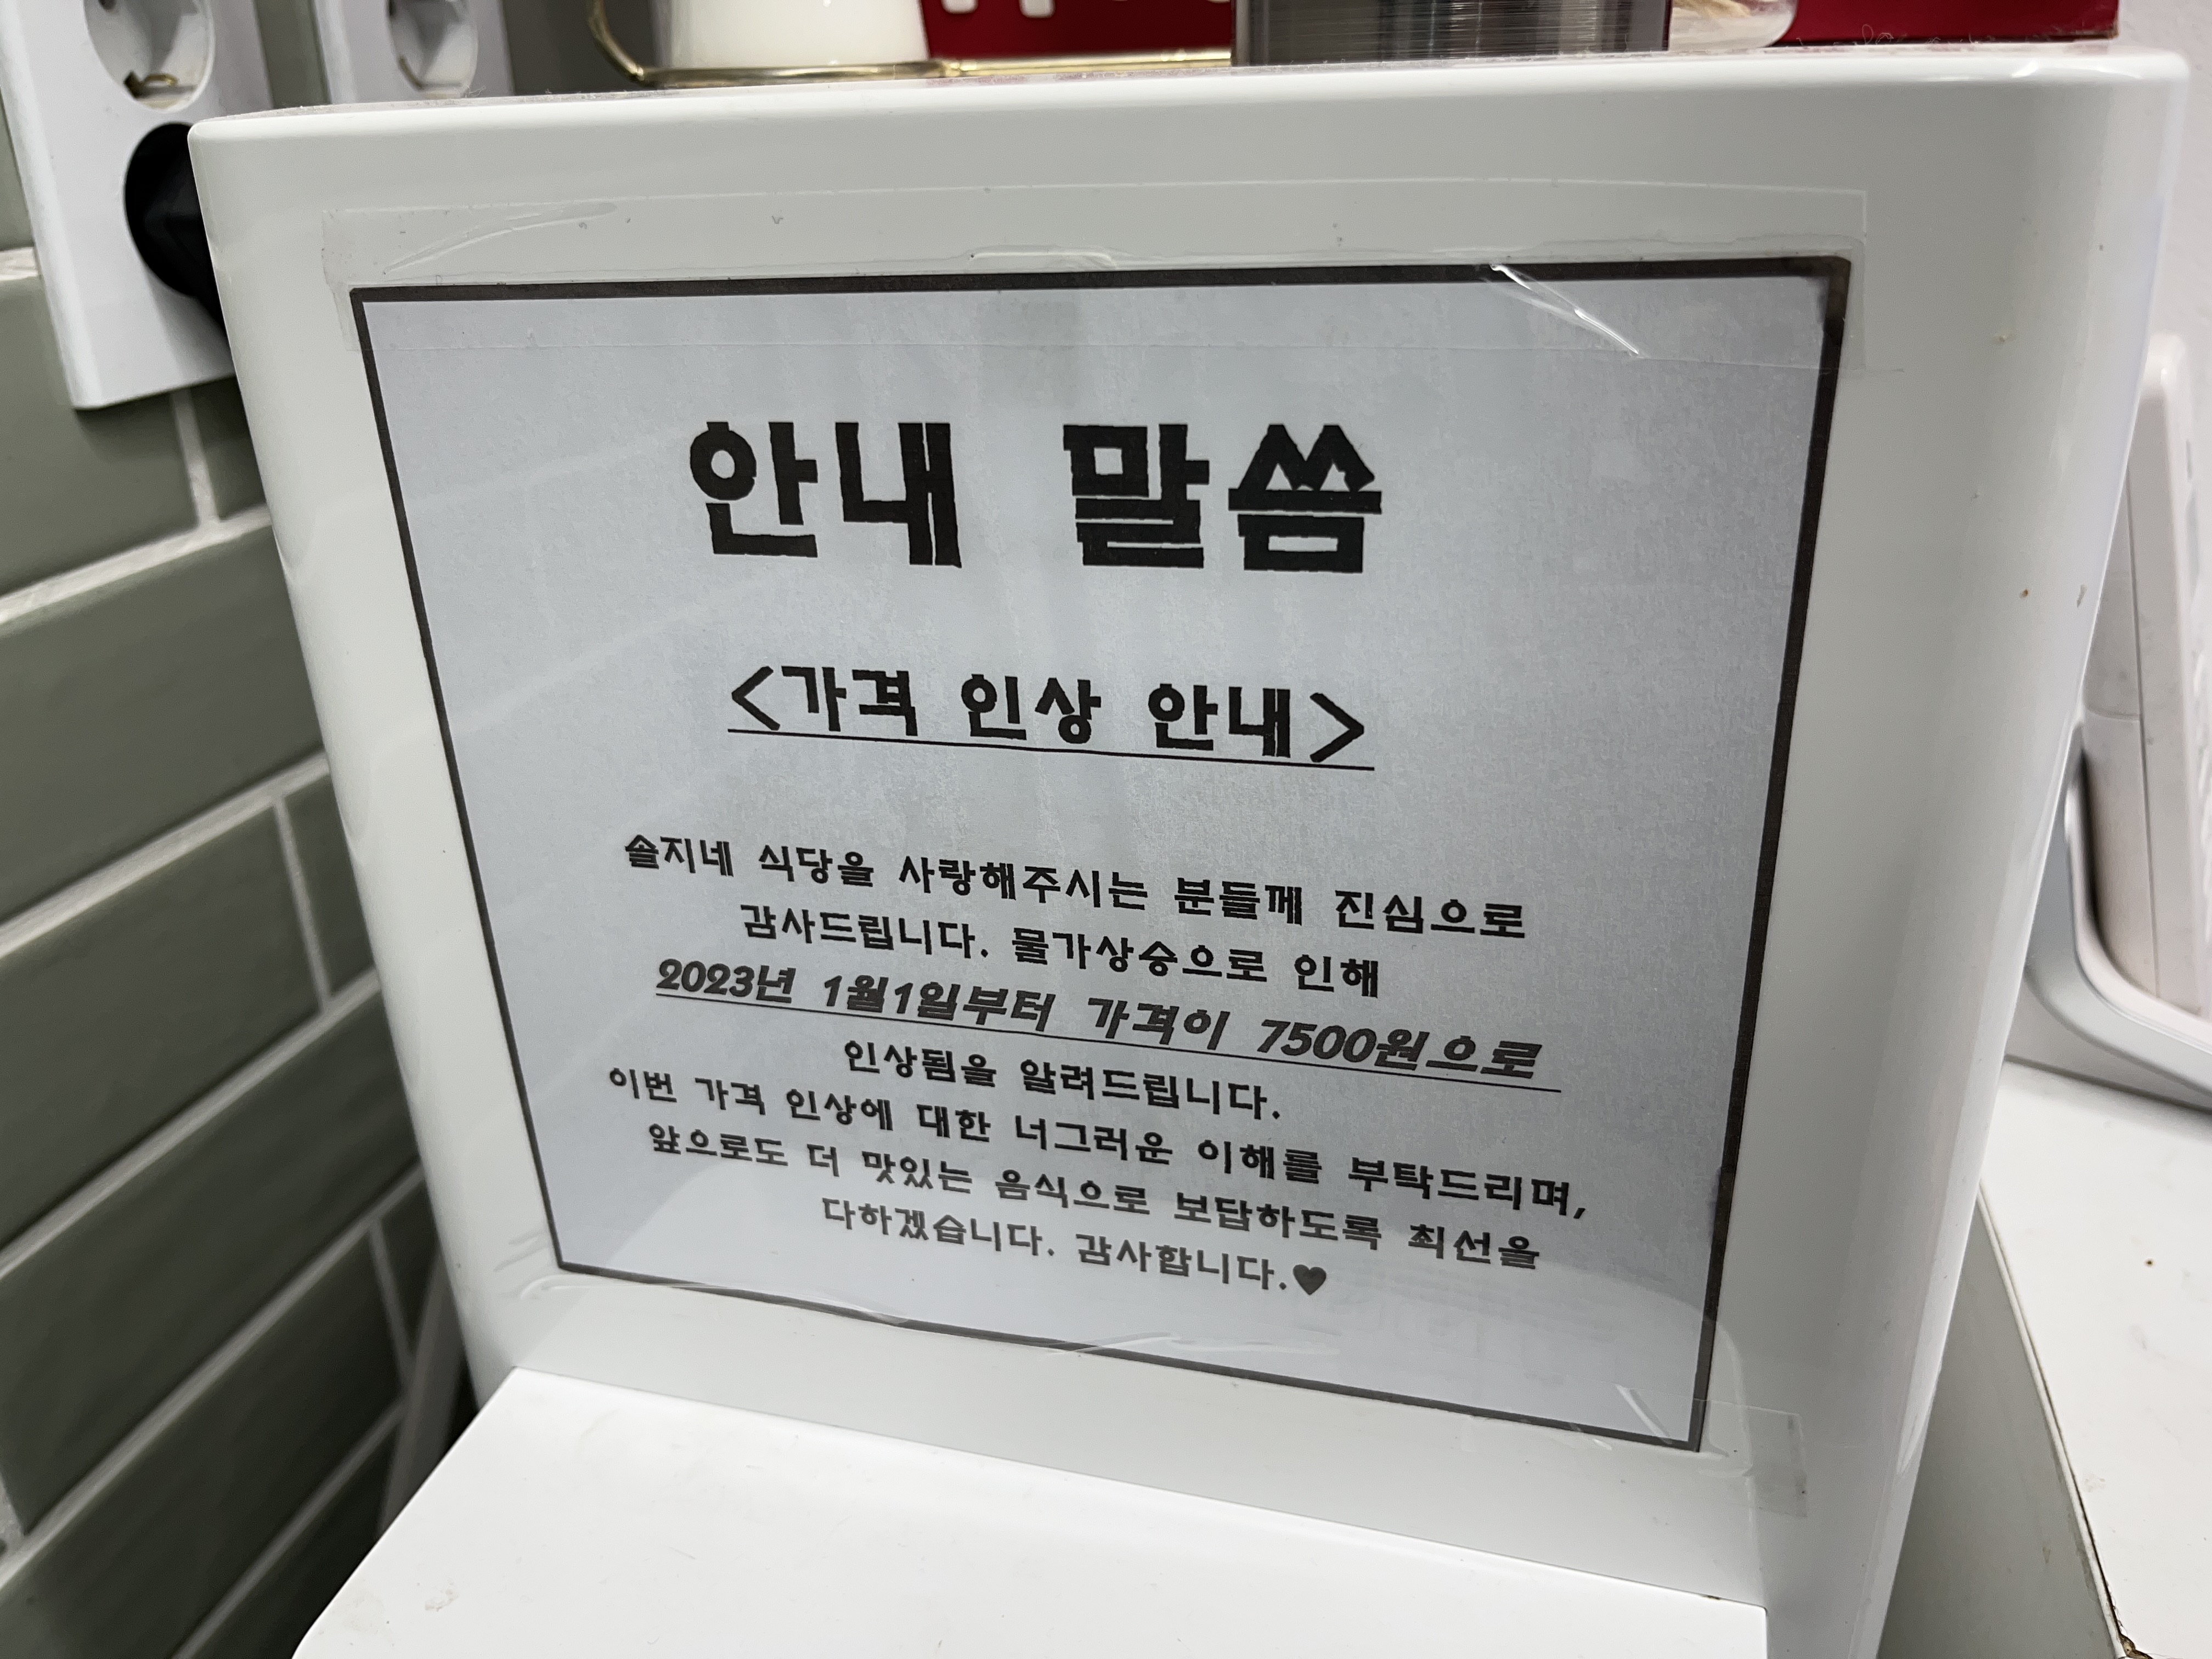 안내 말씀
<가격 인상 안내>
솔지네 식당을 사랑해주시는 분들께 진심으로
감사드립니다. 물가상승으로 인해
2023년 1월1일부터 가격이 7500원으로
인상됨을 알려드립니다.
이번 가격 인상에 대한 너그러운 이해를 부탁드리며,
앞으로도 더 맛있는 음식으로 보답하도록 최선을
다하겠습니다. 감사합니다.♥